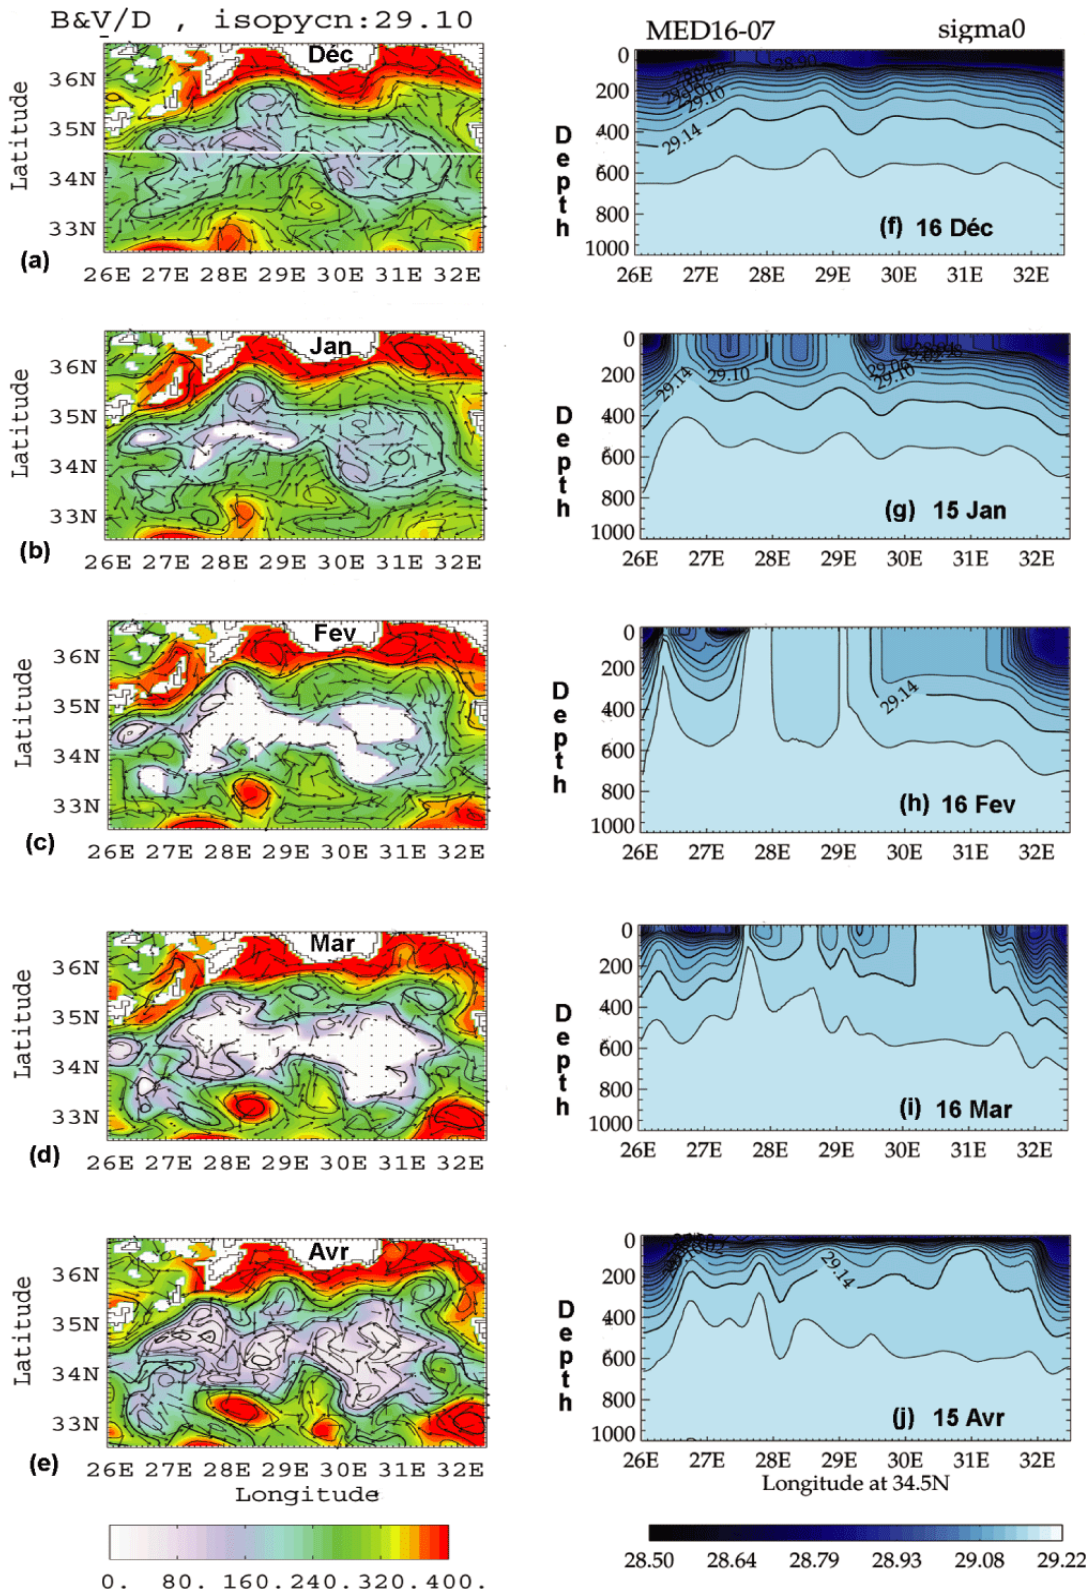 B&V/D , isopycn:29.10
MED16-07 sigma0
Déc
36N
35N
34N
33N
Latitude
(a)
26E 27E 28E 29E 30E 31E 32E
0
200
400
600
800
1000
Depth
28.90
29.10
29.14
(f) 16 Déc
26E 27E 28E 29E 30E 31E 32E
Jan
36N
35N
34N
33N
Latitude
(b)
26E 27E 28E 29E 30E 31E 32E
0
200
400
600
800
1000
Depth
29.14
29.10
29.10
(g) 15 Jan
26E 27E 28E 29E 30E 31E 32E
Fev
36N
35N
34N
33N
Latitude
(c)
26E 27E 28E 29E 30E 31E 32E
0
200
400
600
800
1000
Depth
29.14
(h) 16 Fev
26E 27E 28E 29E 30E 31E 32E
Mar
36N
35N
34N
33N
Latitude
(d)
26E 27E 28E 29E 30E 31E 32E
0
200
400
600
800
1000
Depth
(i) 16 Mar
26E 27E 28E 29E 30E 31E 32E
Avr
36N
35N
34N
33N
Latitude
(e)
26E 27E 28E 29E 30E 31E 32E
Longitude
0
200
400
600
800
1000
Depth
29.14
(j) 15 Avr
26E 27E 28E 29E 30E 31E 32E
Longitude at 34.5N
0. 80. 160. 240. 320. 400.
28.50 28.64 28.79 28.93 29.08 29.22